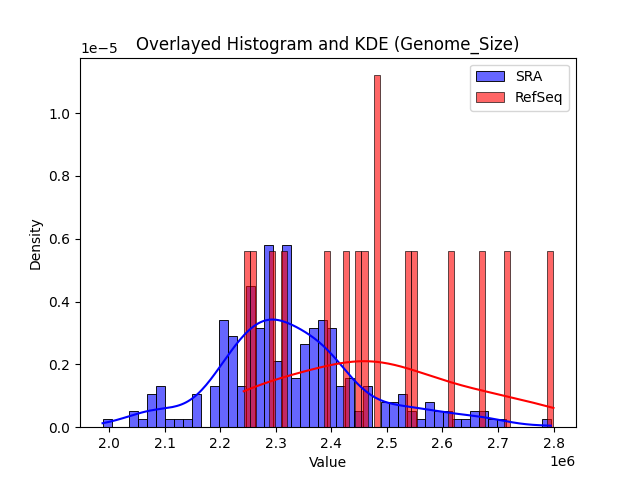 Overlayed Histogram and KDE (Genome_Size)
1e−5
SRA
RefSeq
1.0
0.8
0.6
0.4
0.2
0.0
Density
2.0 2.1 2.2 2.3 2.4 2.5 2.6 2.7 2.8
Value
1e6